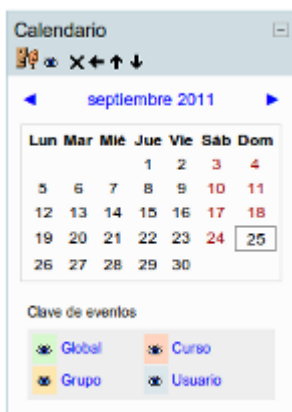 Calendario
septiembre 2011
Lun Mar Mié Jue Vie Sáb Dom
1 2 3 4
5 6 7 8 9 10 11
12 13 14 15 16 17 18
19 20 21 22 23 24 25
26 27 28 29 30
Clave de eventos
Global Curso
Grupo Usuario